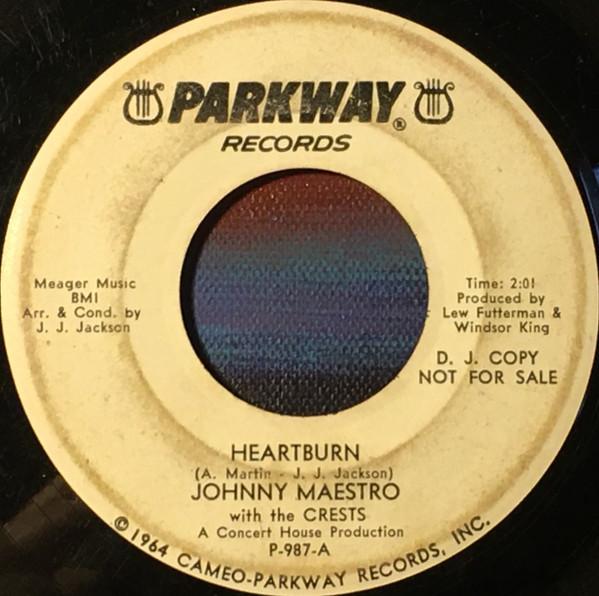 PARKWAY®
RECORDS
Meager Music
BMI
Arr. & Cond. by
J. J. Jackson
Time: 2:01
Produced by
Lew Futterman &
Windsor King
D. J. COPY
NOT FOR SALE
HEARTBURN
(A. Martin - J. J. Jackson)
JOHNNY MAESTRO
with the CRESTS
A Concert House Production
P-987-A
© 1964 CAMEO-PARKWAY RECORDS, INC.